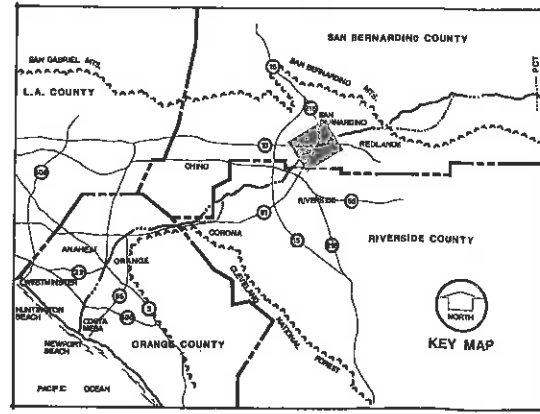 SAN BERNARDINO COUNTY
SAN GABRIEL MTS.
15
SAN BERNARDINO MTS.
PCT
L.A. COUNTY
215
SAN
BERNARDINO
10
REDLANDS
CHINO
RIVERSIDE
91
CORONA
RIVERSIDE COUNTY
15
ANAHEIM
ORANGE
22
WESTMINSTER
55
5
405
HUNTINGTON
BEACH
COSTA
MESA
NEWPORT
BEACH
ORANGE COUNTY
CLEVELAND NATIONAL FOREST
NORTH
KEY MAP
PACIFIC OCEAN